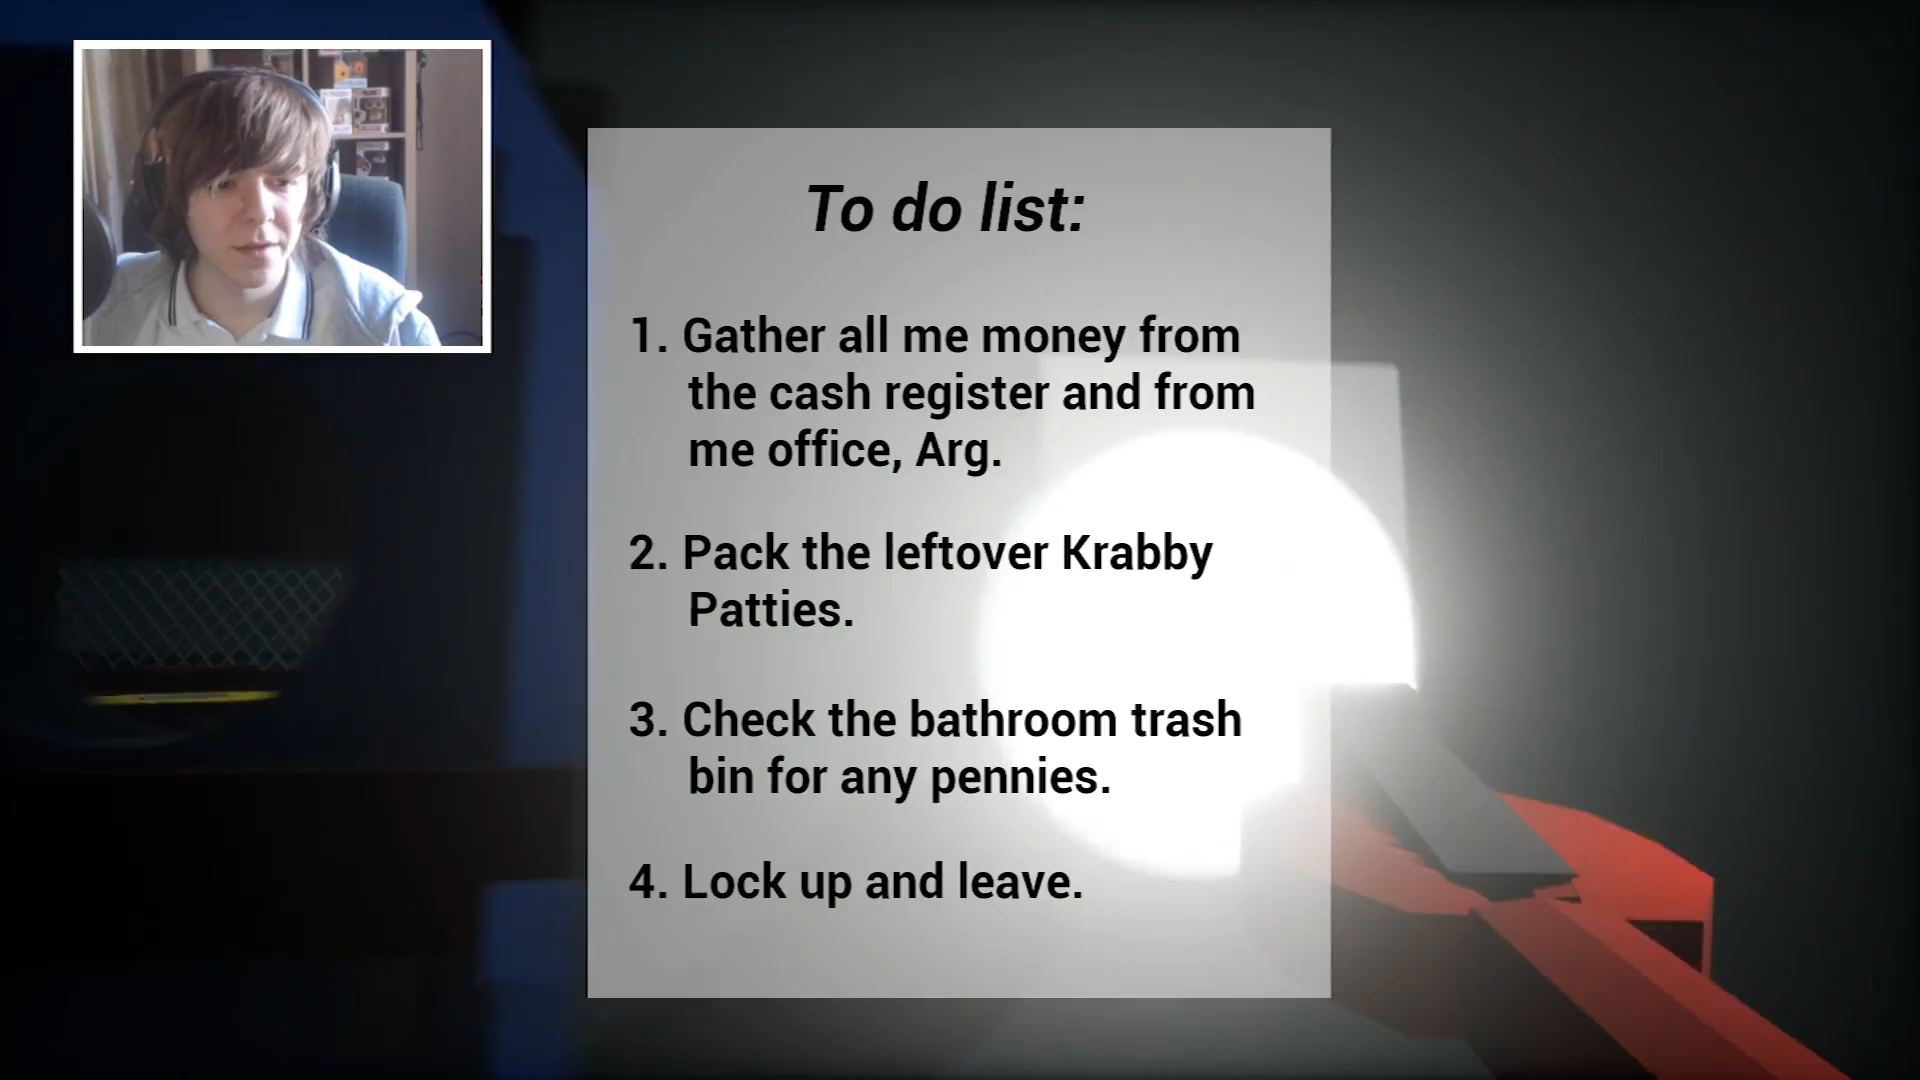 To do list:
1. Gather all me money from
the cash register and from
me office, Arg.
2. Pack the leftover Krabby
Patties.
3. Check the bathroom trash
bin for any pennies.
4. Lock up and leave.